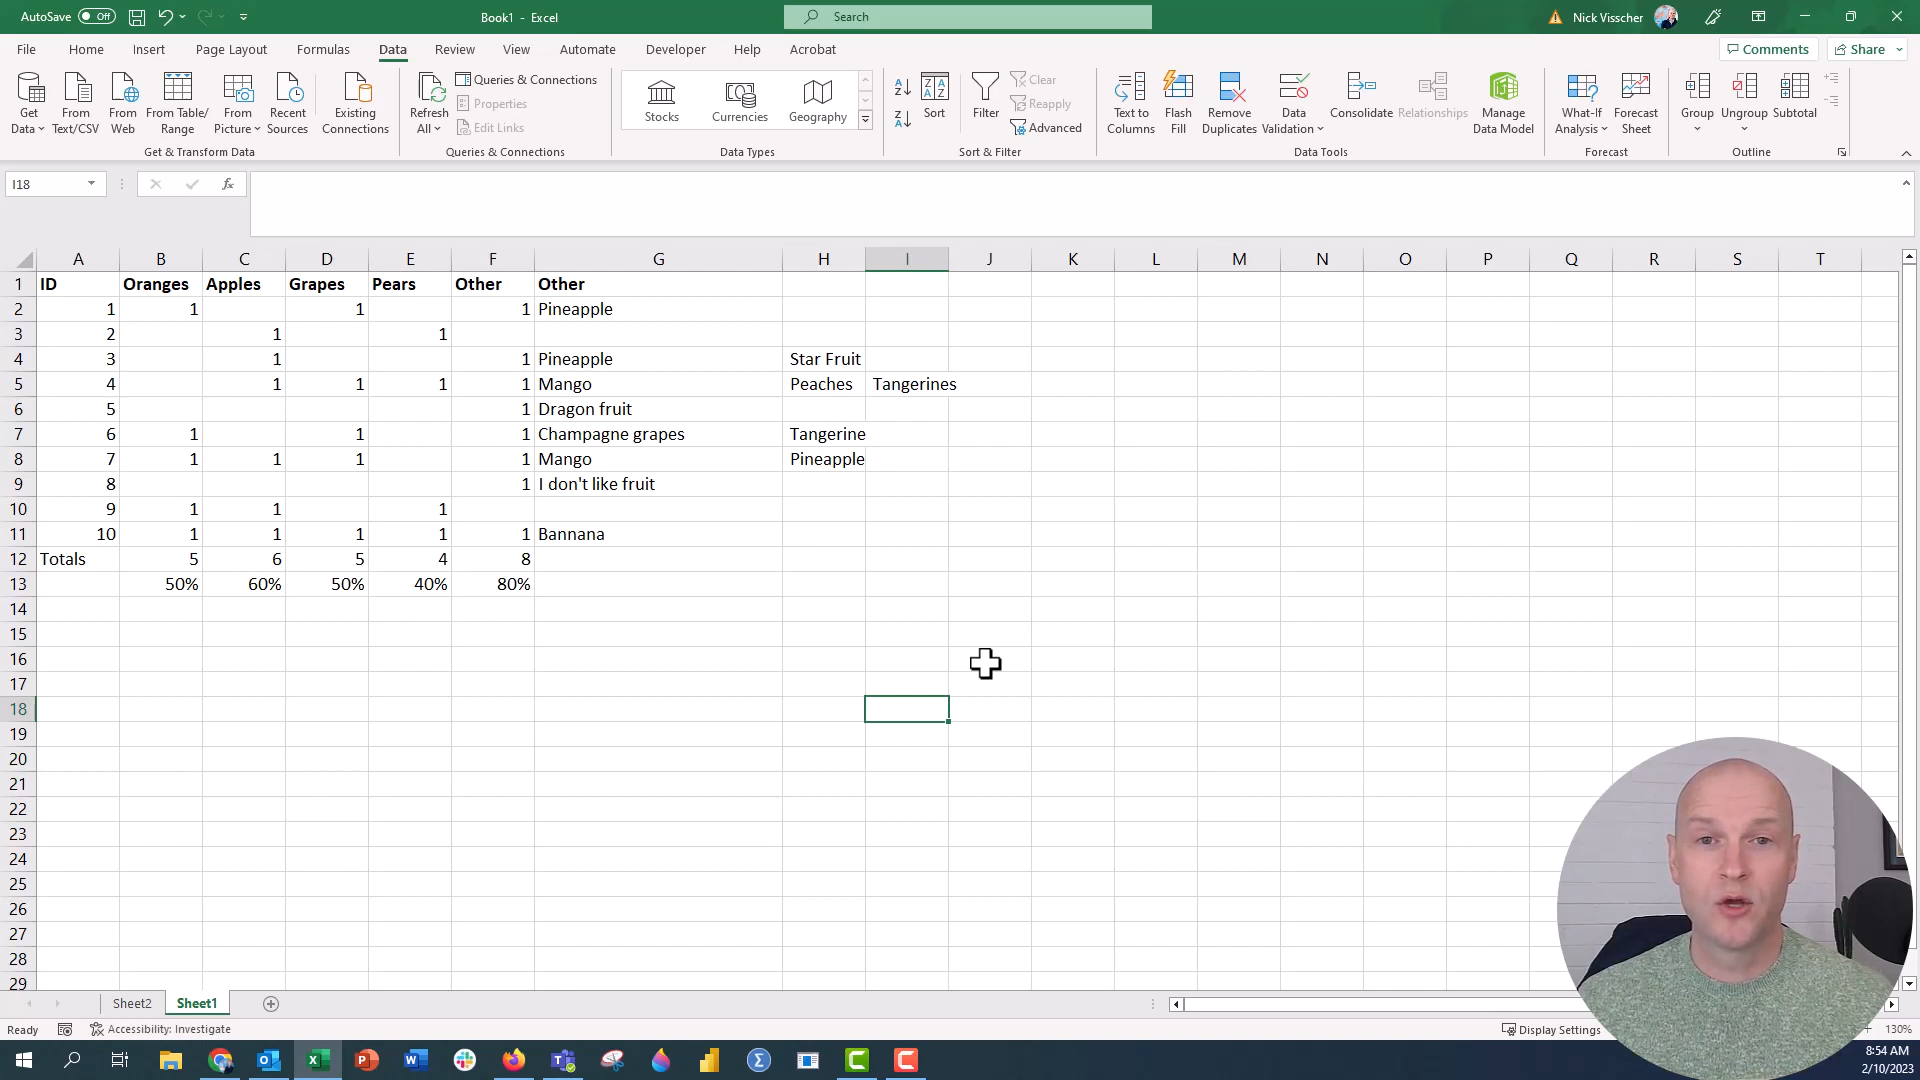 AutoSave Off Book1 - Excel Search Nick Visscher
File Home Insert Page Layout Formulas Data Review View Automate Developer Help Acrobat Comments Share
Get Data From Text/CSV From Web From Table/ Range From Picture Recent Sources Existing Connections
Get & Transform Data
Refresh All Queries & Connections Properties Edit Links
Queries & Connections
Stocks Currencies Geography
Data Types
Sort Filter Clear Reapply Advanced
Sort & Filter
Text to Columns Flash Fill Remove Duplicates Data Validation Consolidate Relationships Manage Data Model
Data Tools
What-If Analysis Forecast Sheet
Forecast
Group Ungroup Subtotal
Outline
I18 fx
A B C D E F G H I J K L M N O P Q R S T
1 ID Oranges Apples Grapes Pears Other Other
2 1 1 1 1 Pineapple
3 2 1 1
4 3 1 1 Pineapple Star Fruit
5 4 1 1 1 1 Mango Peaches Tangerines
6 5 1 Dragon fruit
7 6 1 1 1 Champagne grapes Tangerine
8 7 1 1 1 1 Mango Pineapple
9 8 1 I don't like fruit
10 9 1 1 1
11 10 1 1 1 1 1 Bannana
12 Totals 5 6 5 4 8
13 50% 60% 50% 40% 80%
14
15
16
17
18
19
20
21
22
23
24
25
26
27
28
29
Sheet2 Sheet1
Ready Accessibility: Investigate Display Settings 130%
8:54 AM
2/10/2023